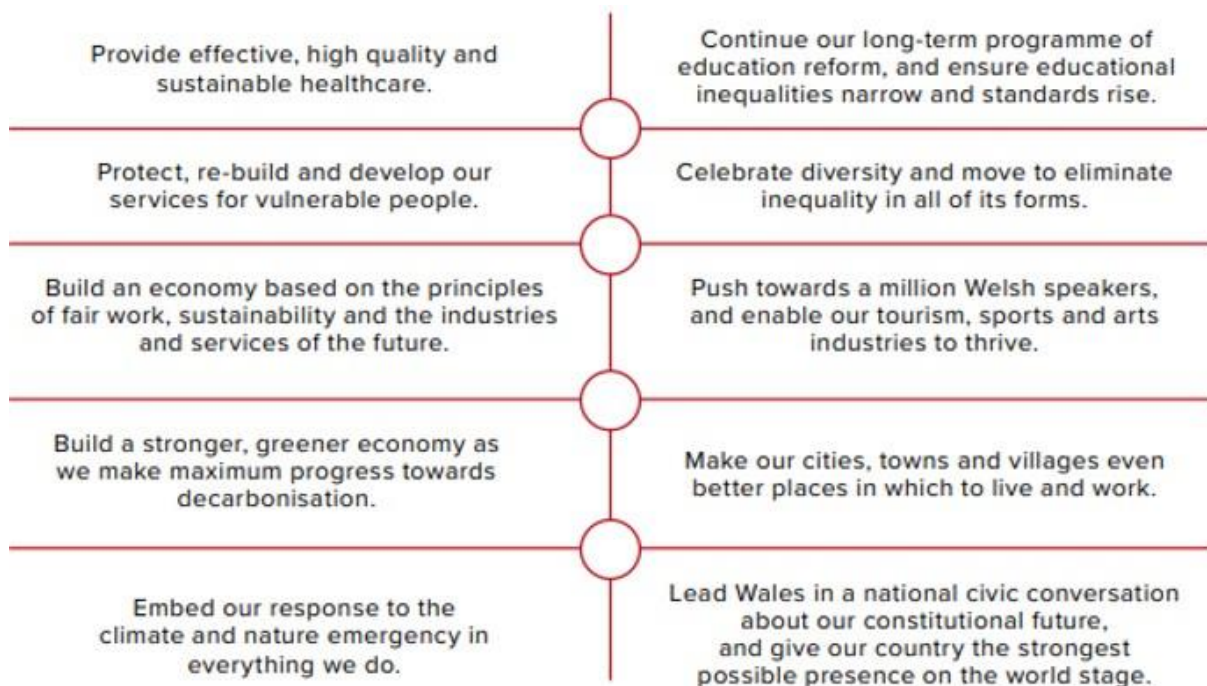 Provide effective, high quality and
sustainable healthcare.
Continue our long-term programme of
education reform, and ensure educational
inequalities narrow and standards rise.
Protect, re-build and develop our
services for vulnerable people.
Celebrate diversity and move to eliminate
inequality in all of its forms.
Build an economy based on the principles
of fair work, sustainability and the industries
and services of the future.
Push towards a million Welsh speakers,
and enable our tourism, sports and arts
industries to thrive.
Build a stronger, greener economy as
we make maximum progress towards
decarbonisation.
Make our cities, towns and villages even
better places in which to live and work.
Embed our response to the
climate and nature emergency in
everything we do.
Lead Wales in a national civic conversation
about our constitutional future,
and give our country the strongest
possible presence on the world stage.